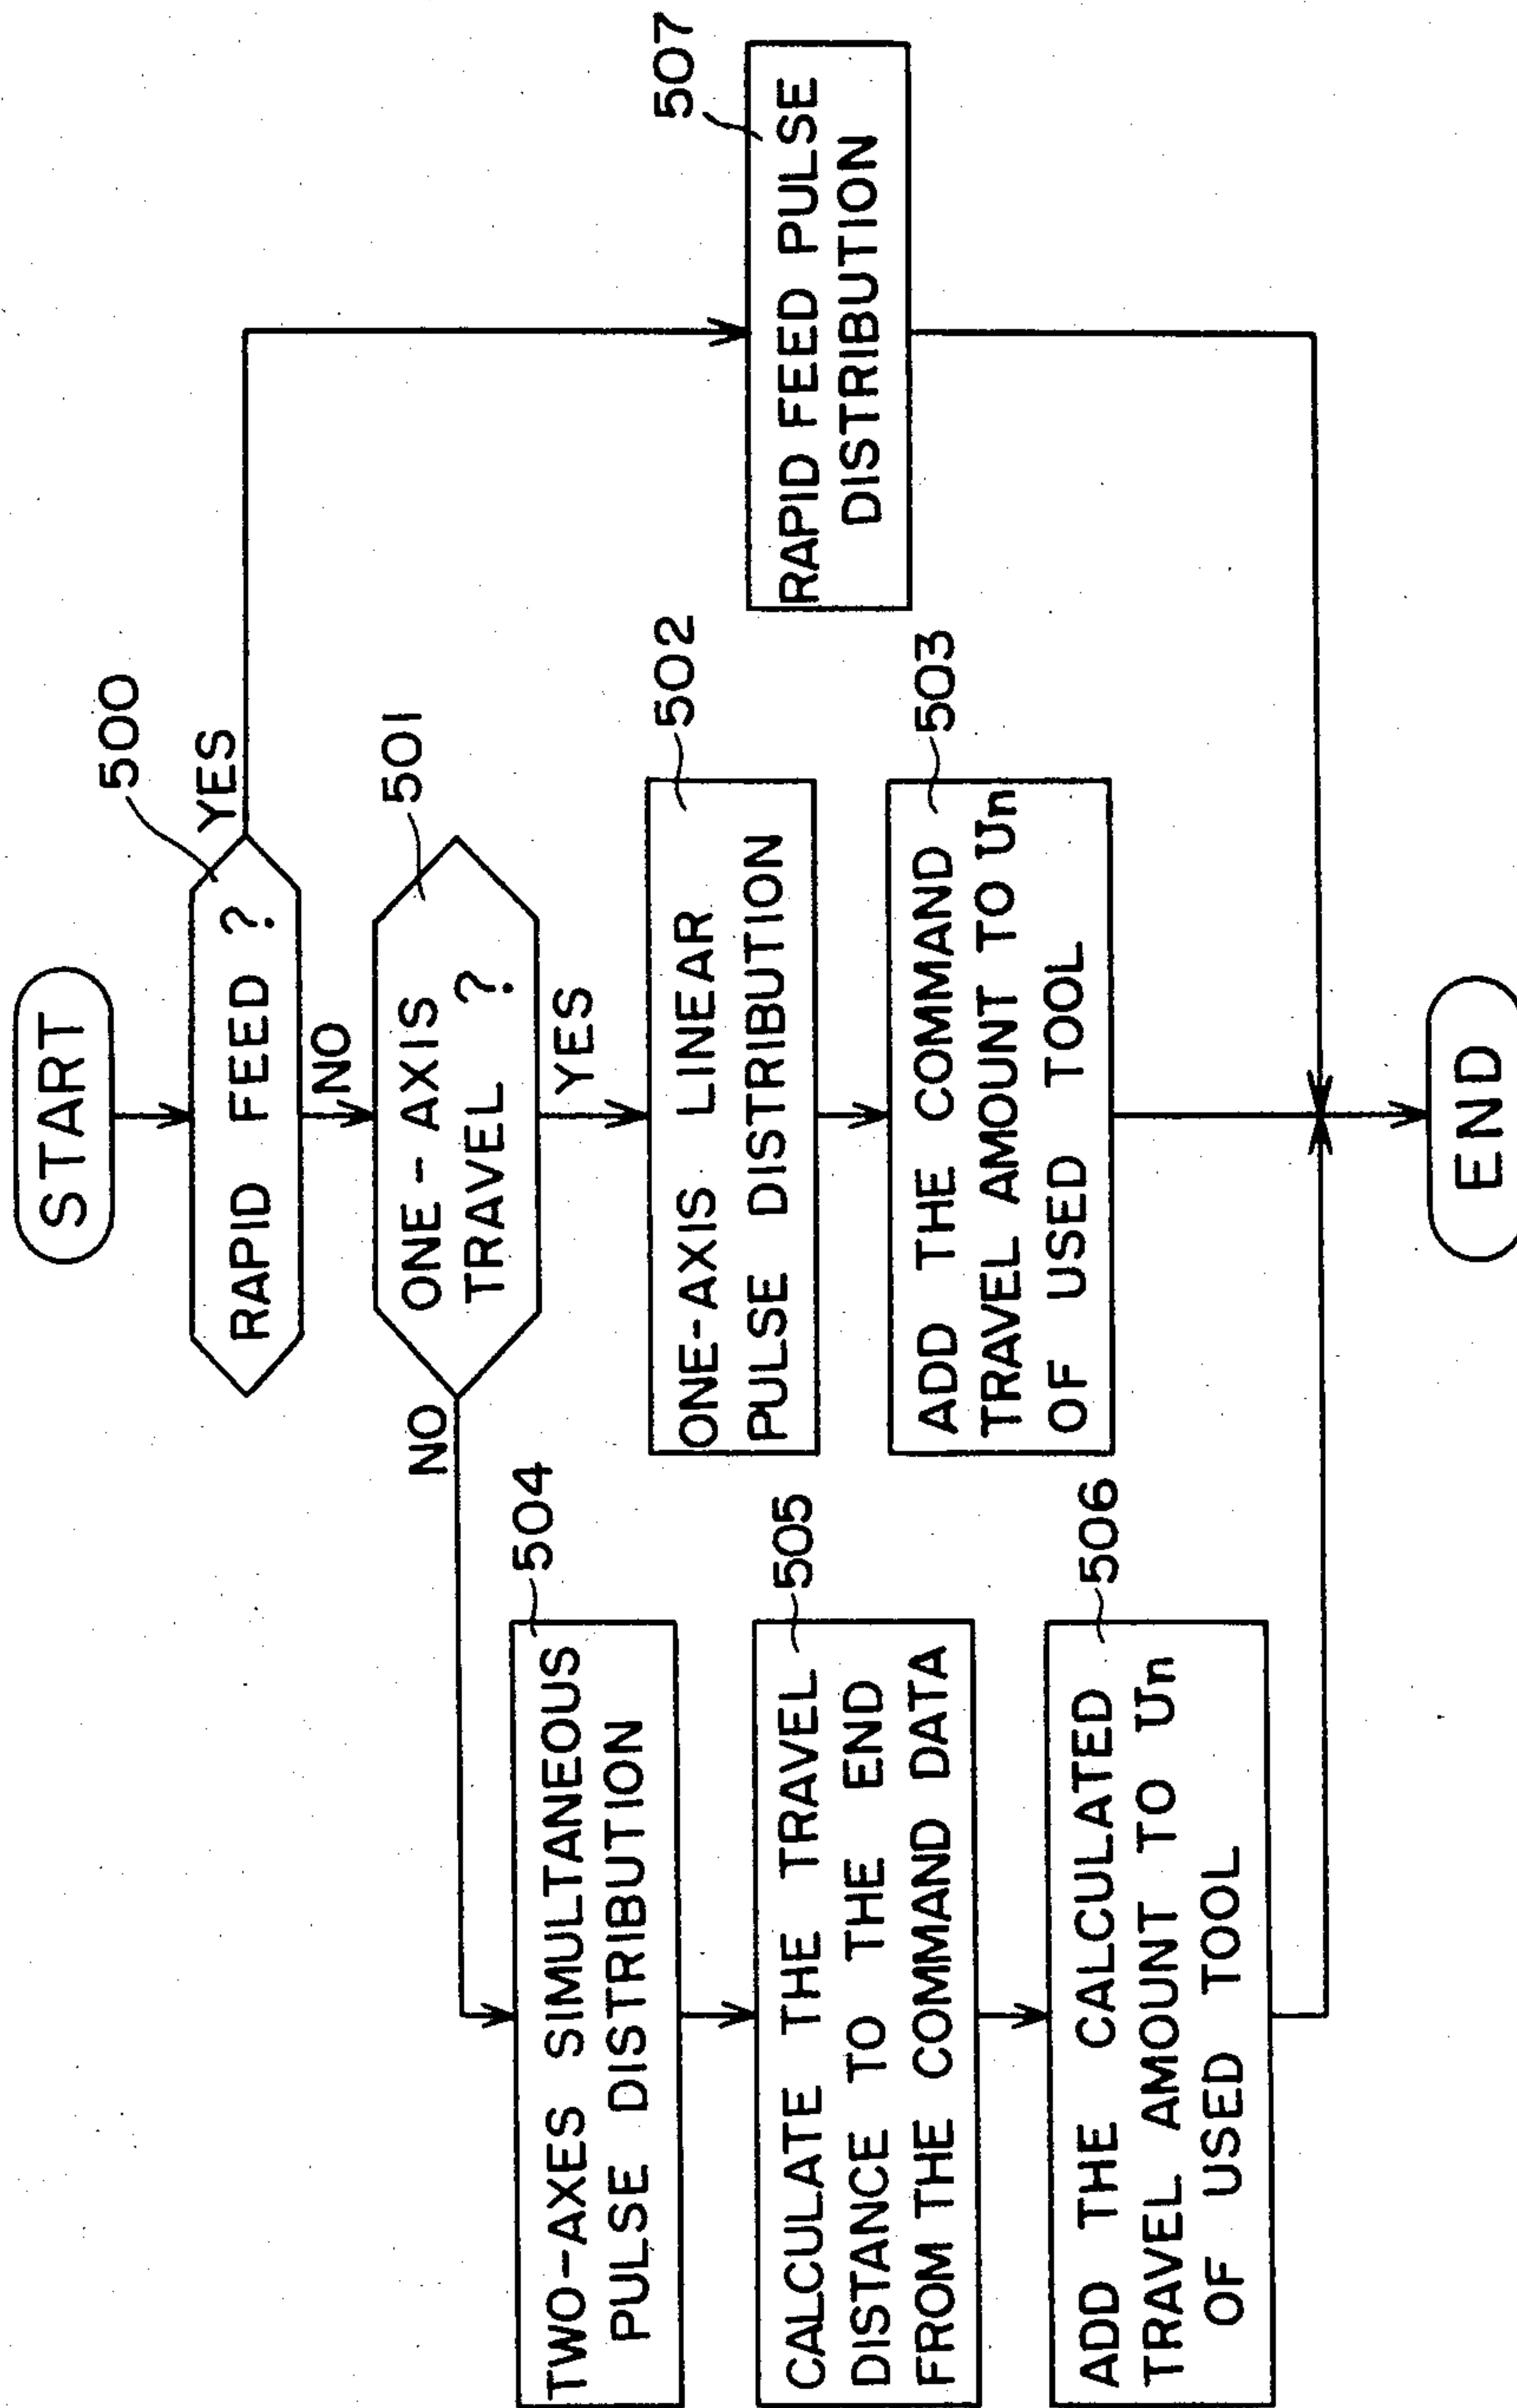 START
500
RAPID FEED ?
YES
NO
501
ONE-AXIS
TRAVEL ?
NO
YES
502
ONE-AXIS LINEAR
PULSE DISTRIBUTION
503
ADD THE COMMAND
TRAVEL AMOUNT TO Un
OF USED TOOL
504
TWO-AXES SIMULTANEOUS
PULSE DISTRIBUTION
505
CALCULATE THE TRAVEL
DISTANCE TO THE END
FROM THE COMMAND DATA
506
ADD THE CALCULATED
TRAVEL AMOUNT TO Un
OF USED TOOL
507
RAPID FEED PULSE
DISTRIBUTION
END